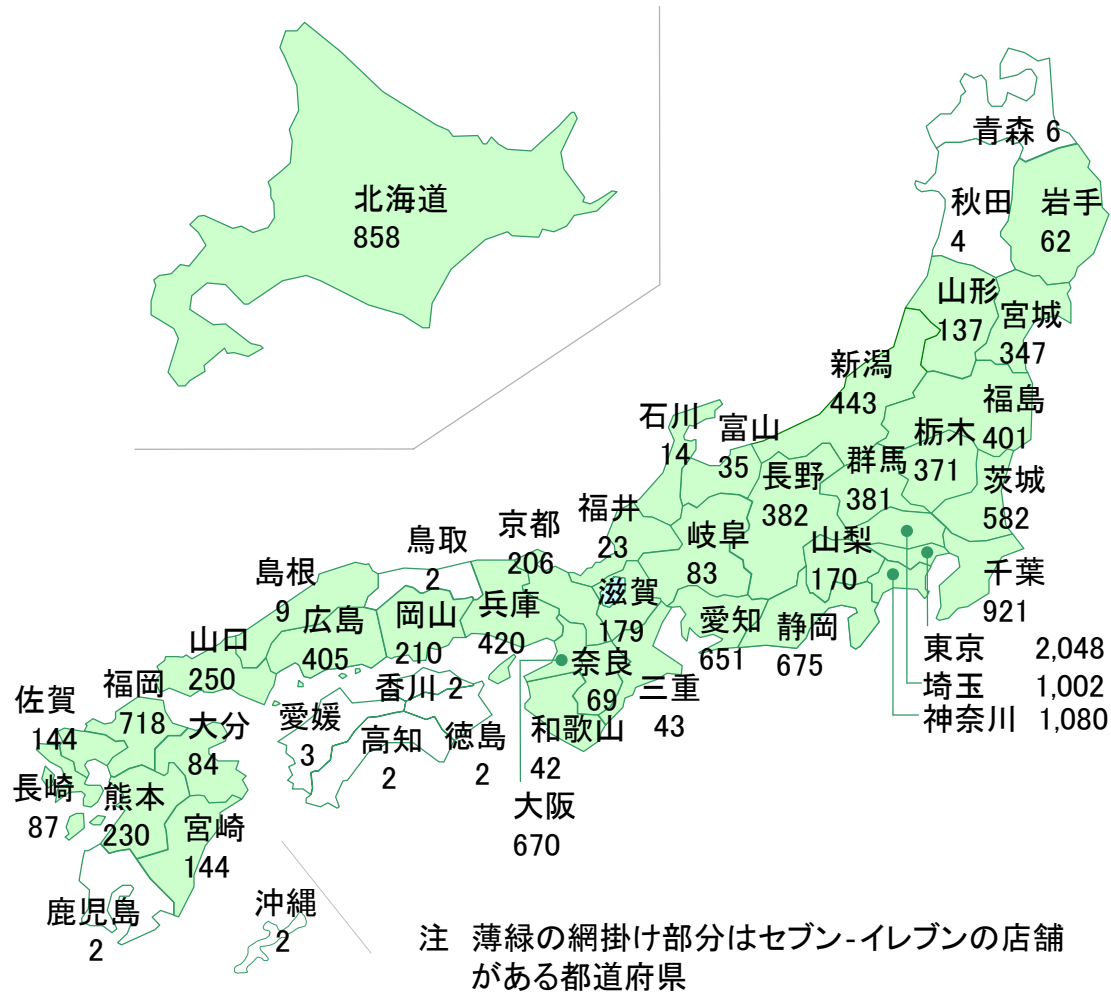 北海道
858
青森 6
秋田
4
岩手
62
山形
137
宮城
347
新潟
443
福島
401
石川
14
富山
35
栃木
371
群馬
381
長野
382
茨城
582
福井
23
岐阜
83
山梨
170
千葉
921
京都
206
鳥取
2
島根
9
滋賀
179
兵庫
420
岡山
210
広島
405
山口
250
愛知
651
静岡
675
東京 2,048
埼玉 1,002
神奈川 1,080
奈良
69
三重
43
香川 2
福岡
718
佐賀
144
大分
84
愛媛
3
高知
2
徳島
2
和歌山
42
大阪
670
長崎
87
熊本
230
宮崎
144
鹿児島
2
沖縄
2
注 薄緑の網掛け部分はセブン-イレブンの店舗
がある都道府県